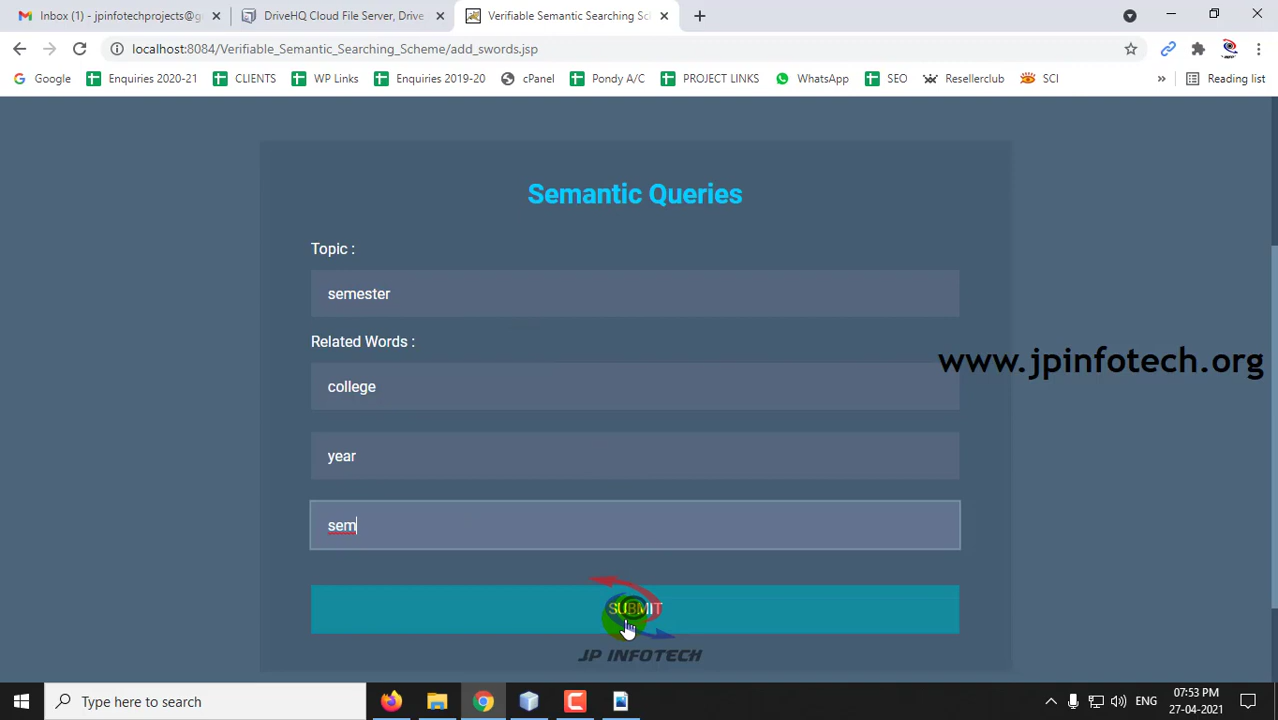 Inbox (1) - jpinfotechprojects@g
DriveHQ Cloud File Server, Drive
Verifiable Semantic Searching Sc
localhost:8084/Verifiable_Semantic_Searching_Scheme/add_swords.jsp
Google
Enquiries 2020-21
CLIENTS
WP Links
Enquiries 2019-20
cPanel
Pondy A/C
PROJECT LINKS
WhatsApp
SEO
Resellerclub
SCI
»
Reading list
Semantic Queries
Topic :
semester
Related Words :
www.jpinfotech.org
college
year
sem
SUBMIT
JP INFOTECH
Type here to search
ENG
07:53 PM
27-04-2021